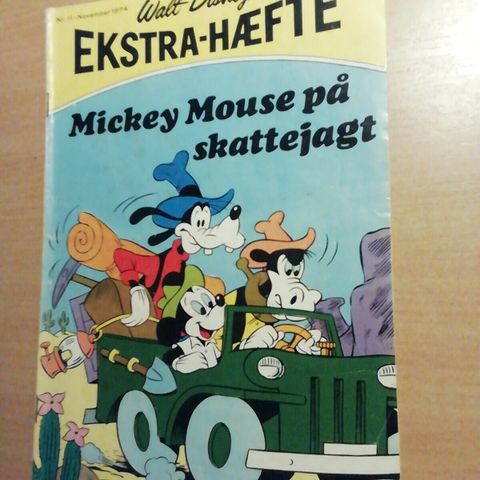 Nr. 11 - November 1974
Walt Disney
EKSTRA-HÆFTE
Mickey Mouse på
skattejagt